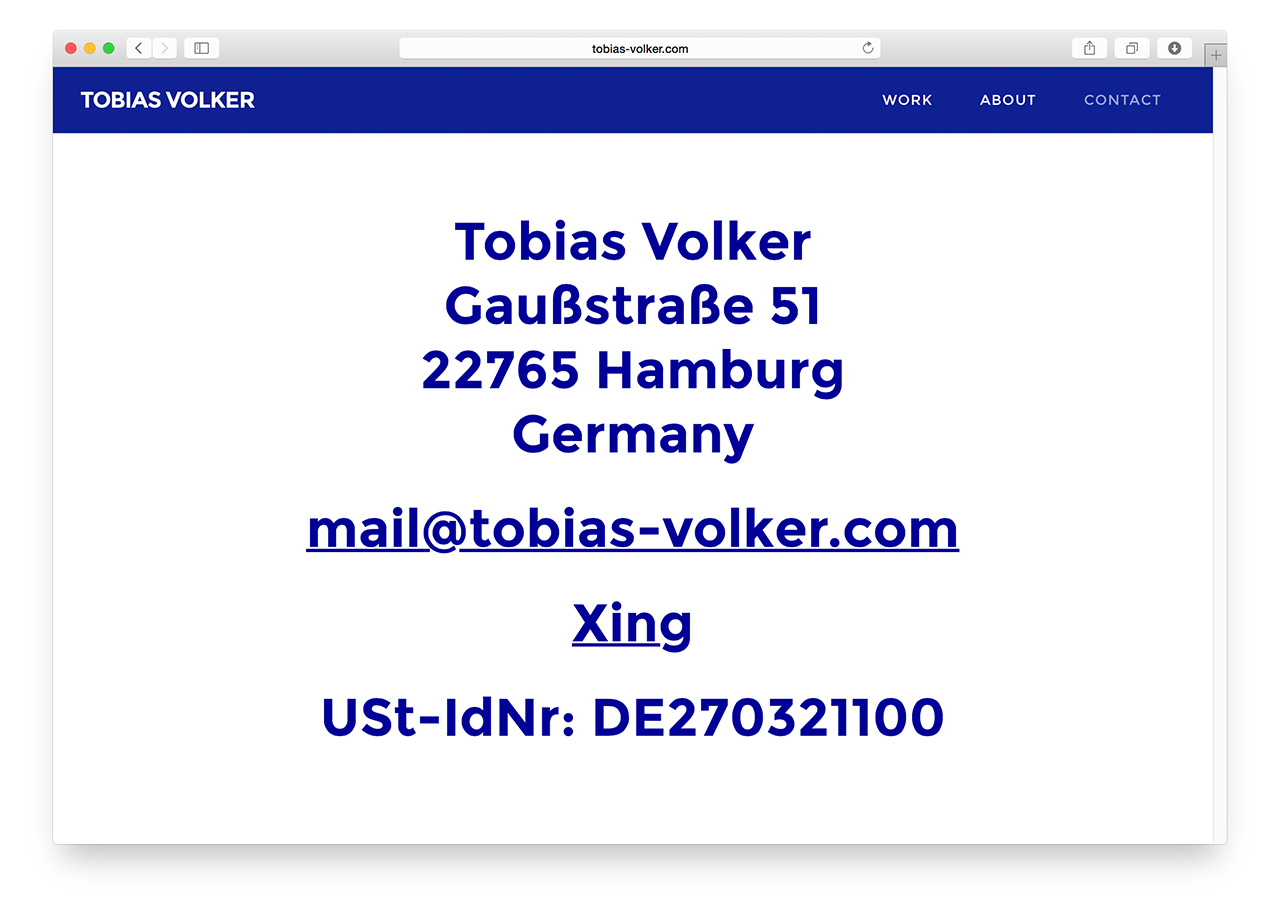 tobias-volker.com
TOBIAS VOLKER WORK ABOUT CONTACT
Tobias Volker
Gaußstraße 51
22765 Hamburg
Germany
mail@tobias-volker.com
Xing
USt-IdNr: DE270321100